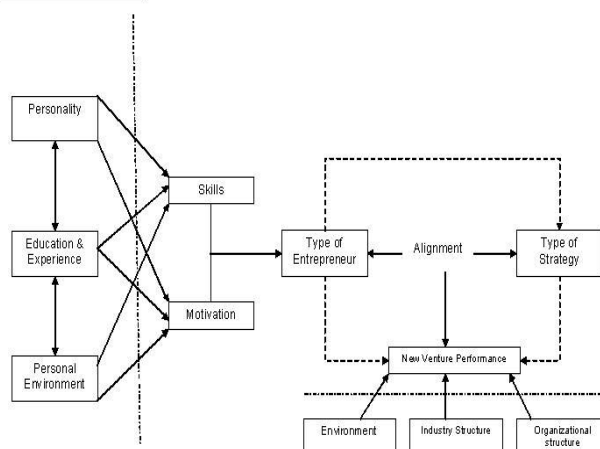 Personality
Skills
Education &
Experience
Type of
Entrepreneur
Alignment
Type of
Strategy
Motivation
Personal
Environment
New Venture Performance
Environment
Industry Structure
Organizational
structure